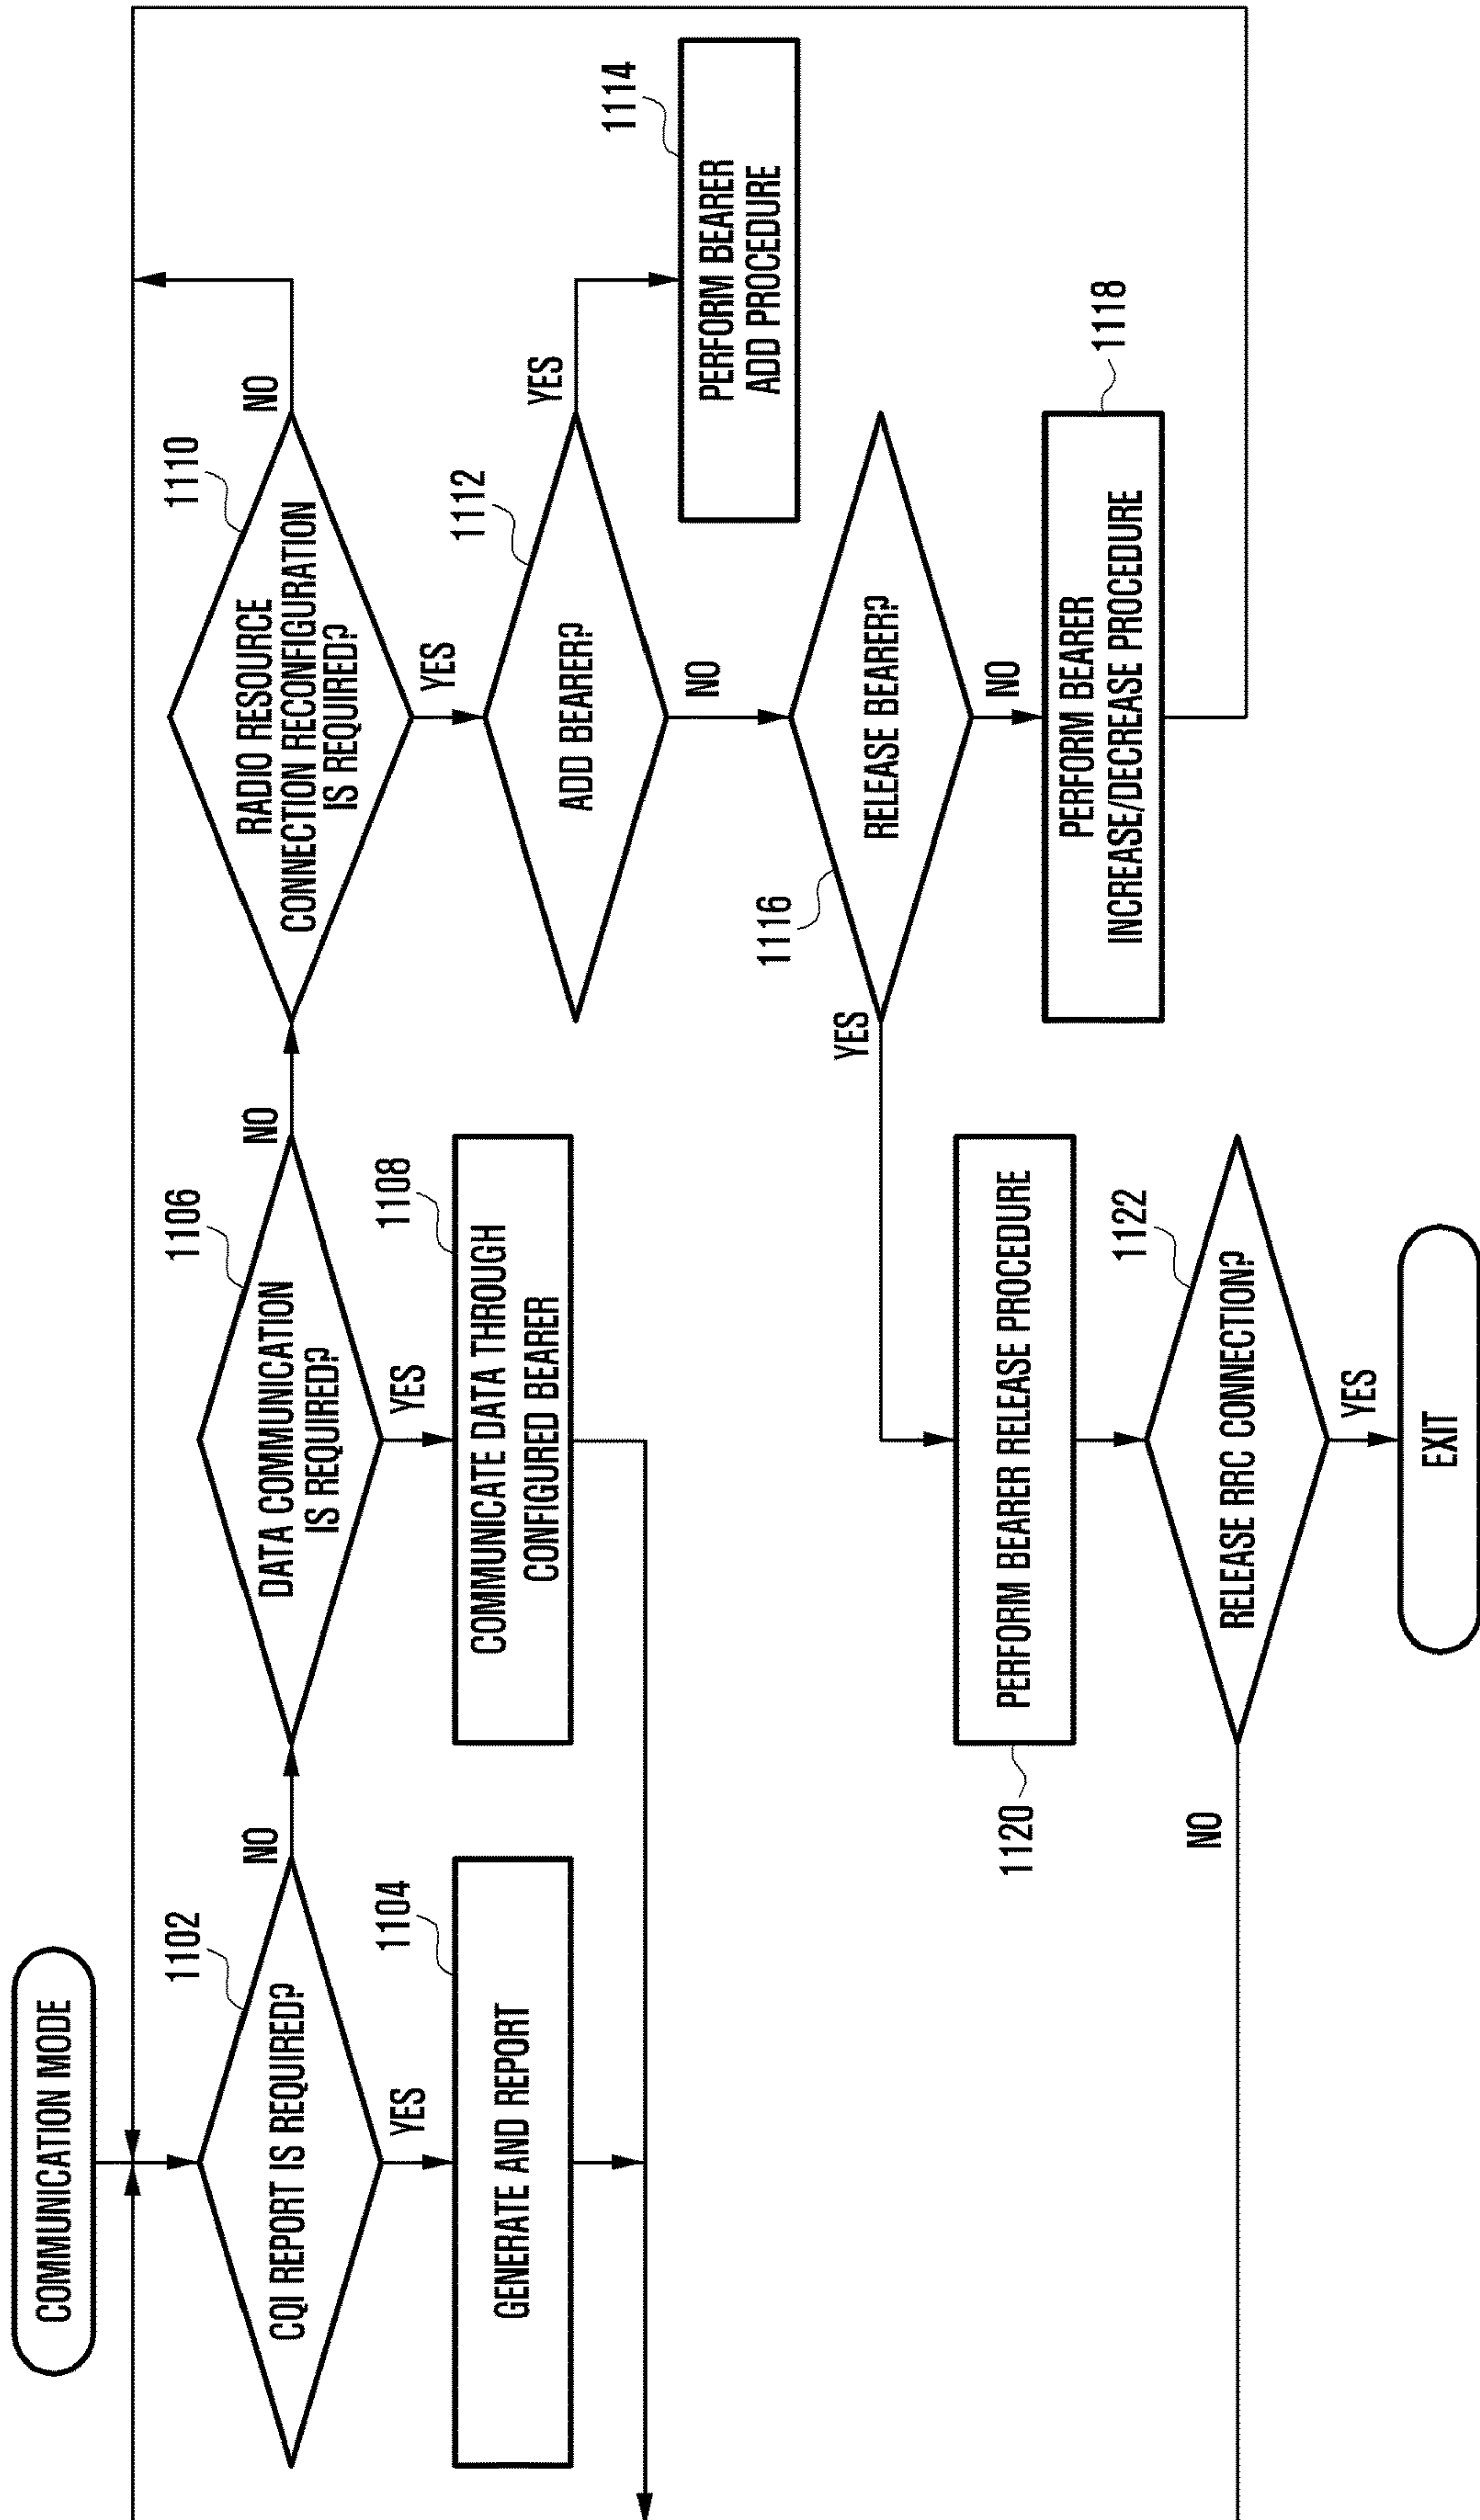 COMMUNICATION MODE
1102
CQI REPORT IS REQUIRED?
NO
YES
1104
GENERATE AND REPORT
1106
DATA COMMUNICATION
IS REQUIRED?
NO
YES
1108
COMMUNICATE DATA THROUGH
CONFIGURED BEARER
1110
RADIO RESOURCE
CONNECTION RECONFIGURATION
IS REQUIRED?
NO
YES
1112
ADD BEARER?
YES
NO
1114
PERFORM BEARER
ADD PROCEDURE
1116
RELEASE BEARER?
YES
NO
1118
PERFORM BEARER
INCREASE/DECREASE PROCEDURE
1120
PERFORM BEARER RELEASE PROCEDURE
1122
RELEASE RRC CONNECTION?
NO
YES
EXIT